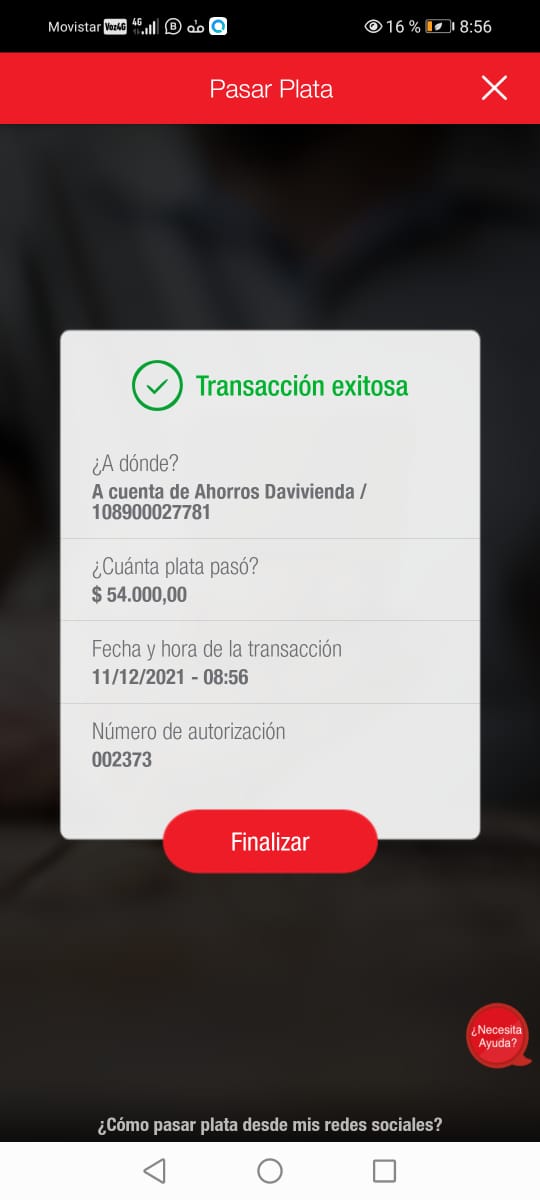 Movistar Voz4G 4G B 16 % 8:56
Pasar Plata
Transacción exitosa
¿A dónde?
A cuenta de Ahorros Davivienda /
108900027781
¿Cuánta plata pasó?
$ 54.000,00
Fecha y hora de la transacción
11/12/2021 - 08:56
Número de autorización
002373
Finalizar
¿Necesita
Ayuda?
¿Cómo pasar plata desde mis redes sociales?